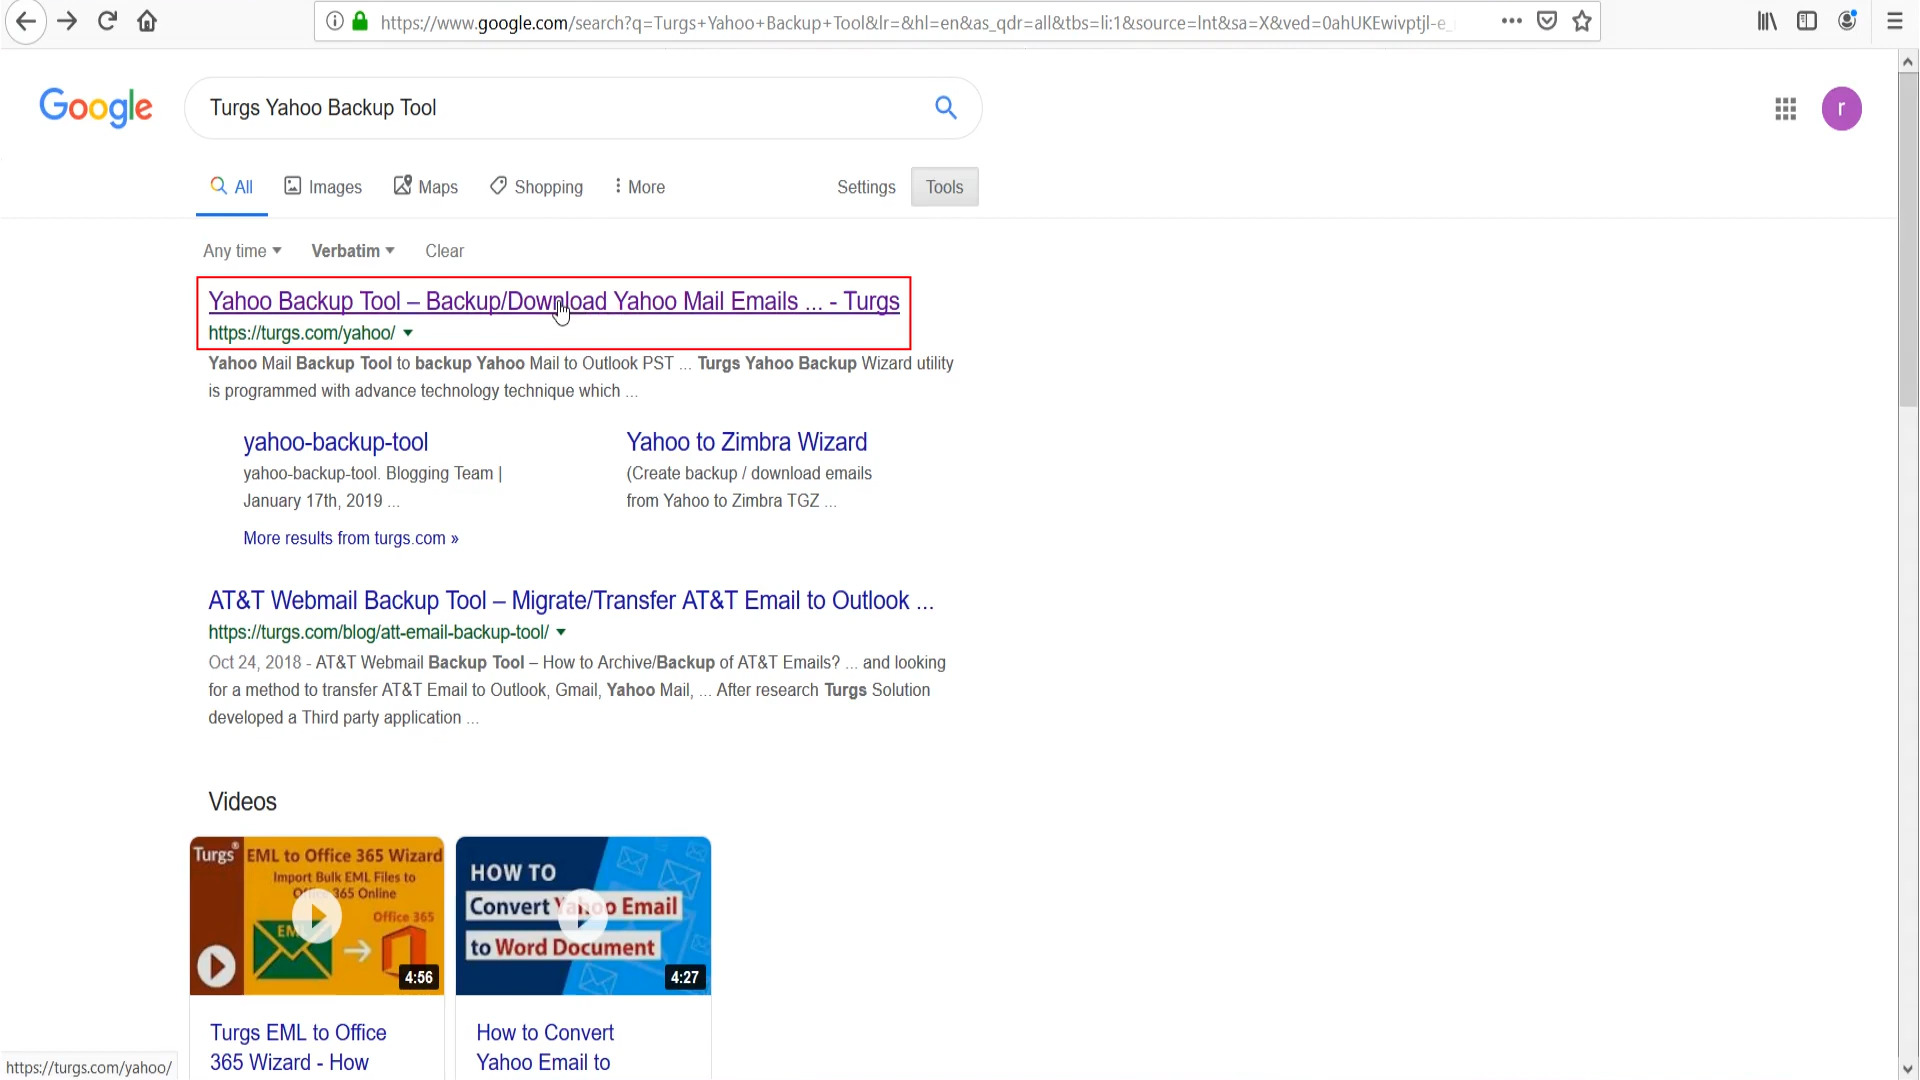 https://www.google.com/search?q=Turgs+Yahoo+Backup+Tool&lr=&hl=en&as_qdr=all&tbs=li:1&source=lnt&sa=X&ved=0ahUKEwivptjl-e_
Google
Turgs Yahoo Backup Tool
r
All
Images
Maps
Shopping
More
Settings
Tools
Any time
Verbatim
Clear
Yahoo Backup Tool – Backup/Download Yahoo Mail Emails ... - Turgs
https://turgs.com/yahoo/
Yahoo Mail Backup Tool to backup Yahoo Mail to Outlook PST ... Turgs Yahoo Backup Wizard utility
is programmed with advance technology technique which ...
yahoo-backup-tool
yahoo-backup-tool. Blogging Team |
January 17th, 2019 ...
Yahoo to Zimbra Wizard
(Create backup / download emails
from Yahoo to Zimbra TGZ ...
More results from turgs.com »
AT&T Webmail Backup Tool – Migrate/Transfer AT&T Email to Outlook ...
https://turgs.com/blog/att-email-backup-tool/
Oct 24, 2018 - AT&T Webmail Backup Tool – How to Archive/Backup of AT&T Emails? ... and looking
for a method to transfer AT&T Email to Outlook, Gmail, Yahoo Mail, ... After research Turgs Solution
developed a Third party application ...
Videos
Turgs® EML to Office 365 Wizard
Import Bulk EML Files to
Office 365 Online
Office 365
EML
4:56
HOW TO
Convert Yahoo Email
to Word Document
4:27
Turgs EML to Office
365 Wizard - How
How to Convert
Yahoo Email to
https://turgs.com/yahoo/